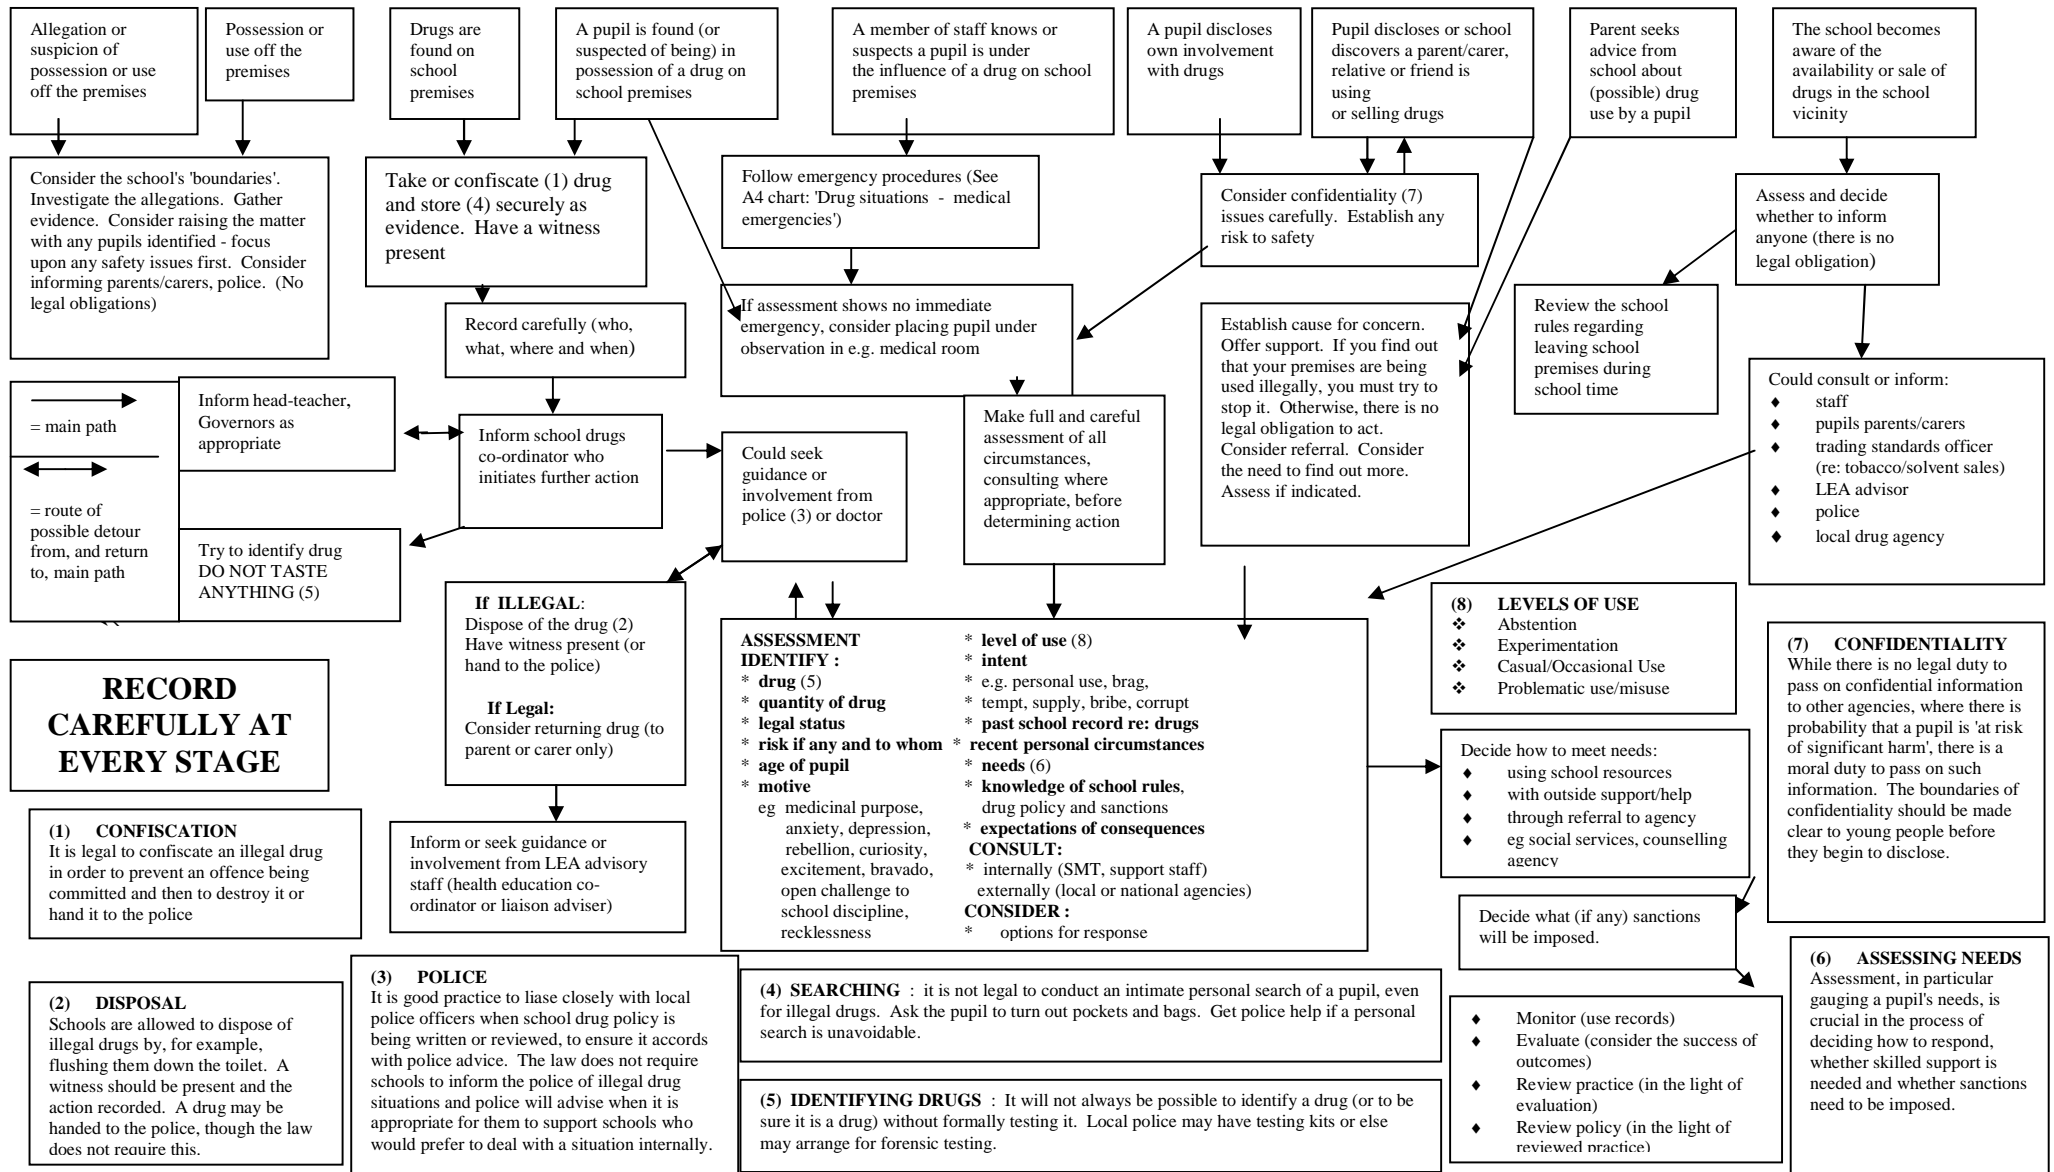 Allegation or
suspicion of
possession or use
off the premises
Possession or
use off the
premises
Drugs are
found on
school
premises
A pupil is found (or
suspected of being) in
possession of a drug on
school premises
A member of staff knows or
suspects a pupil is under
the influence of a drug on school
premises
A pupil discloses
own involvement
with drugs
Pupil discloses or school
discovers a parent/carer,
relative or friend is
using
or selling drugs
Parent seeks
advice from
school about
(possible) drug
use by a pupil
The school becomes
aware of the
availability or sale of
drugs in the school
vicinity
Consider the school's 'boundaries'.
Investigate the allegations.  Gather
evidence.  Consider raising the matter
with any pupils identified - focus
upon any safety issues first.  Consider
informing parents/carers, police.  (No
legal obligations)
Take or confiscate (1) drug
and store (4) securely as
evidence.  Have a witness
present
Follow emergency procedures (See
A4 chart: 'Drug situations  -  medical
emergencies')
Consider confidentiality (7)
issues carefully.  Establish any
risk to safety
Assess and decide
whether to inform
anyone (there is no
legal obligation)
Record carefully (who,
what, where and when)
If assessment shows no immediate
emergency, consider placing pupil under
observation in e.g. medical room
Establish cause for concern.
Offer support.  If you find out
that your premises are being
used illegally, you must try to
stop it.  Otherwise, there is no
legal obligation to act.
Consider referral.  Consider
the need to find out more.
Assess if indicated.
Review the school
rules regarding
leaving school
premises during
school time
Could consult or inform:
♦ staff
♦ pupils parents/carers
♦ trading standards officer
(re: tobacco/solvent sales)
♦ LEA advisor
♦ police
♦ local drug agency
= main path
= route of
possible detour
from, and return
to, main path
Inform head-teacher,
Governors as
appropriate
Inform school drugs
co-ordinator who
initiates further action
Could seek
guidance or
involvement from
police (3) or doctor
Make full and careful
assessment of all
circumstances,
consulting where
appropriate, before
determining action
Try to identify drug
DO NOT TASTE
ANYTHING (5)
If  ILLEGAL:
Dispose of the drug (2)
Have witness present (or
hand to the police)
If Legal:
Consider returning drug (to
parent or carer only)
RECORD
CAREFULLY AT
EVERY STAGE
ASSESSMENT
IDENTIFY :
* drug (5)
* quantity of drug
* legal status
* risk if any and to whom
* age of pupil
* motive
eg  medicinal purpose,
anxiety, depression,
rebellion, curiosity,
excitement, bravado,
open challenge to
school discipline,
recklessness
* level of use (8)
* intent
* e.g. personal use, brag,
* tempt, supply, bribe, corrupt
* past school record re: drugs
* recent personal circumstances
* needs (6)
* knowledge of school rules,
drug policy and sanctions
* expectations of consequences
CONSULT:
* internally (SMT, support staff)
externally (local or national agencies)
CONSIDER :
* options for response
(8) LEVELS OF USE
❖ Abstention
❖ Experimentation
❖ Casual/Occasional Use
❖ Problematic use/misuse
(7) CONFIDENTIALITY
While there is no legal duty to
pass on confidential information
to other agencies, where there is
probability that a pupil is 'at risk
of significant harm', there is a
moral duty to pass on such
information.  The boundaries of
confidentiality should be made
clear to young people before
they begin to disclose.
Decide how to meet needs:
♦ using school resources
♦ with outside support/help
♦ through referral to agency
♦ eg social services, counselling
agency
(1) CONFISCATION
It is legal to confiscate an illegal drug
in order to prevent an offence being
committed and then to destroy it or
hand it to the police
Inform or seek guidance or
involvement from LEA advisory
staff (health education co-
ordinator or liaison adviser)
Decide what (if any) sanctions
will be imposed.
(2) DISPOSAL
Schools are allowed to dispose of
illegal drugs by, for example,
flushing them down the toilet.  A
witness should be present and the
action recorded.  A drug may be
handed to the police, though the law
does not require this.
(3) POLICE
It is good practice to liase closely with local
police officers when school drug policy is
being written or reviewed, to ensure it accords
with police advice.  The law does not require
schools to inform the police of illegal drug
situations and police will advise when it is
appropriate for them to support schools who
would prefer to deal with a situation internally.
(4)  SEARCHING  :  it is not legal to conduct an intimate personal search of a pupil, even
for illegal drugs.  Ask the pupil to turn out pockets and bags.  Get police help if a personal
search is unavoidable.
(5)  IDENTIFYING DRUGS  :  It will not always be possible to identify a drug (or to be
sure it is a drug) without formally testing it.  Local police may have testing kits or else
may arrange for forensic testing.
♦ Monitor (use records)
♦ Evaluate (consider the success of
outcomes)
♦ Review practice (in the light of
evaluation)
♦ Review policy (in the light of
reviewed practice)
(6) ASSESSING NEEDS
Assessment, in particular
gauging a pupil's needs, is
crucial in the process of
deciding how to respond,
whether skilled support is
needed and whether sanctions
need to be imposed.